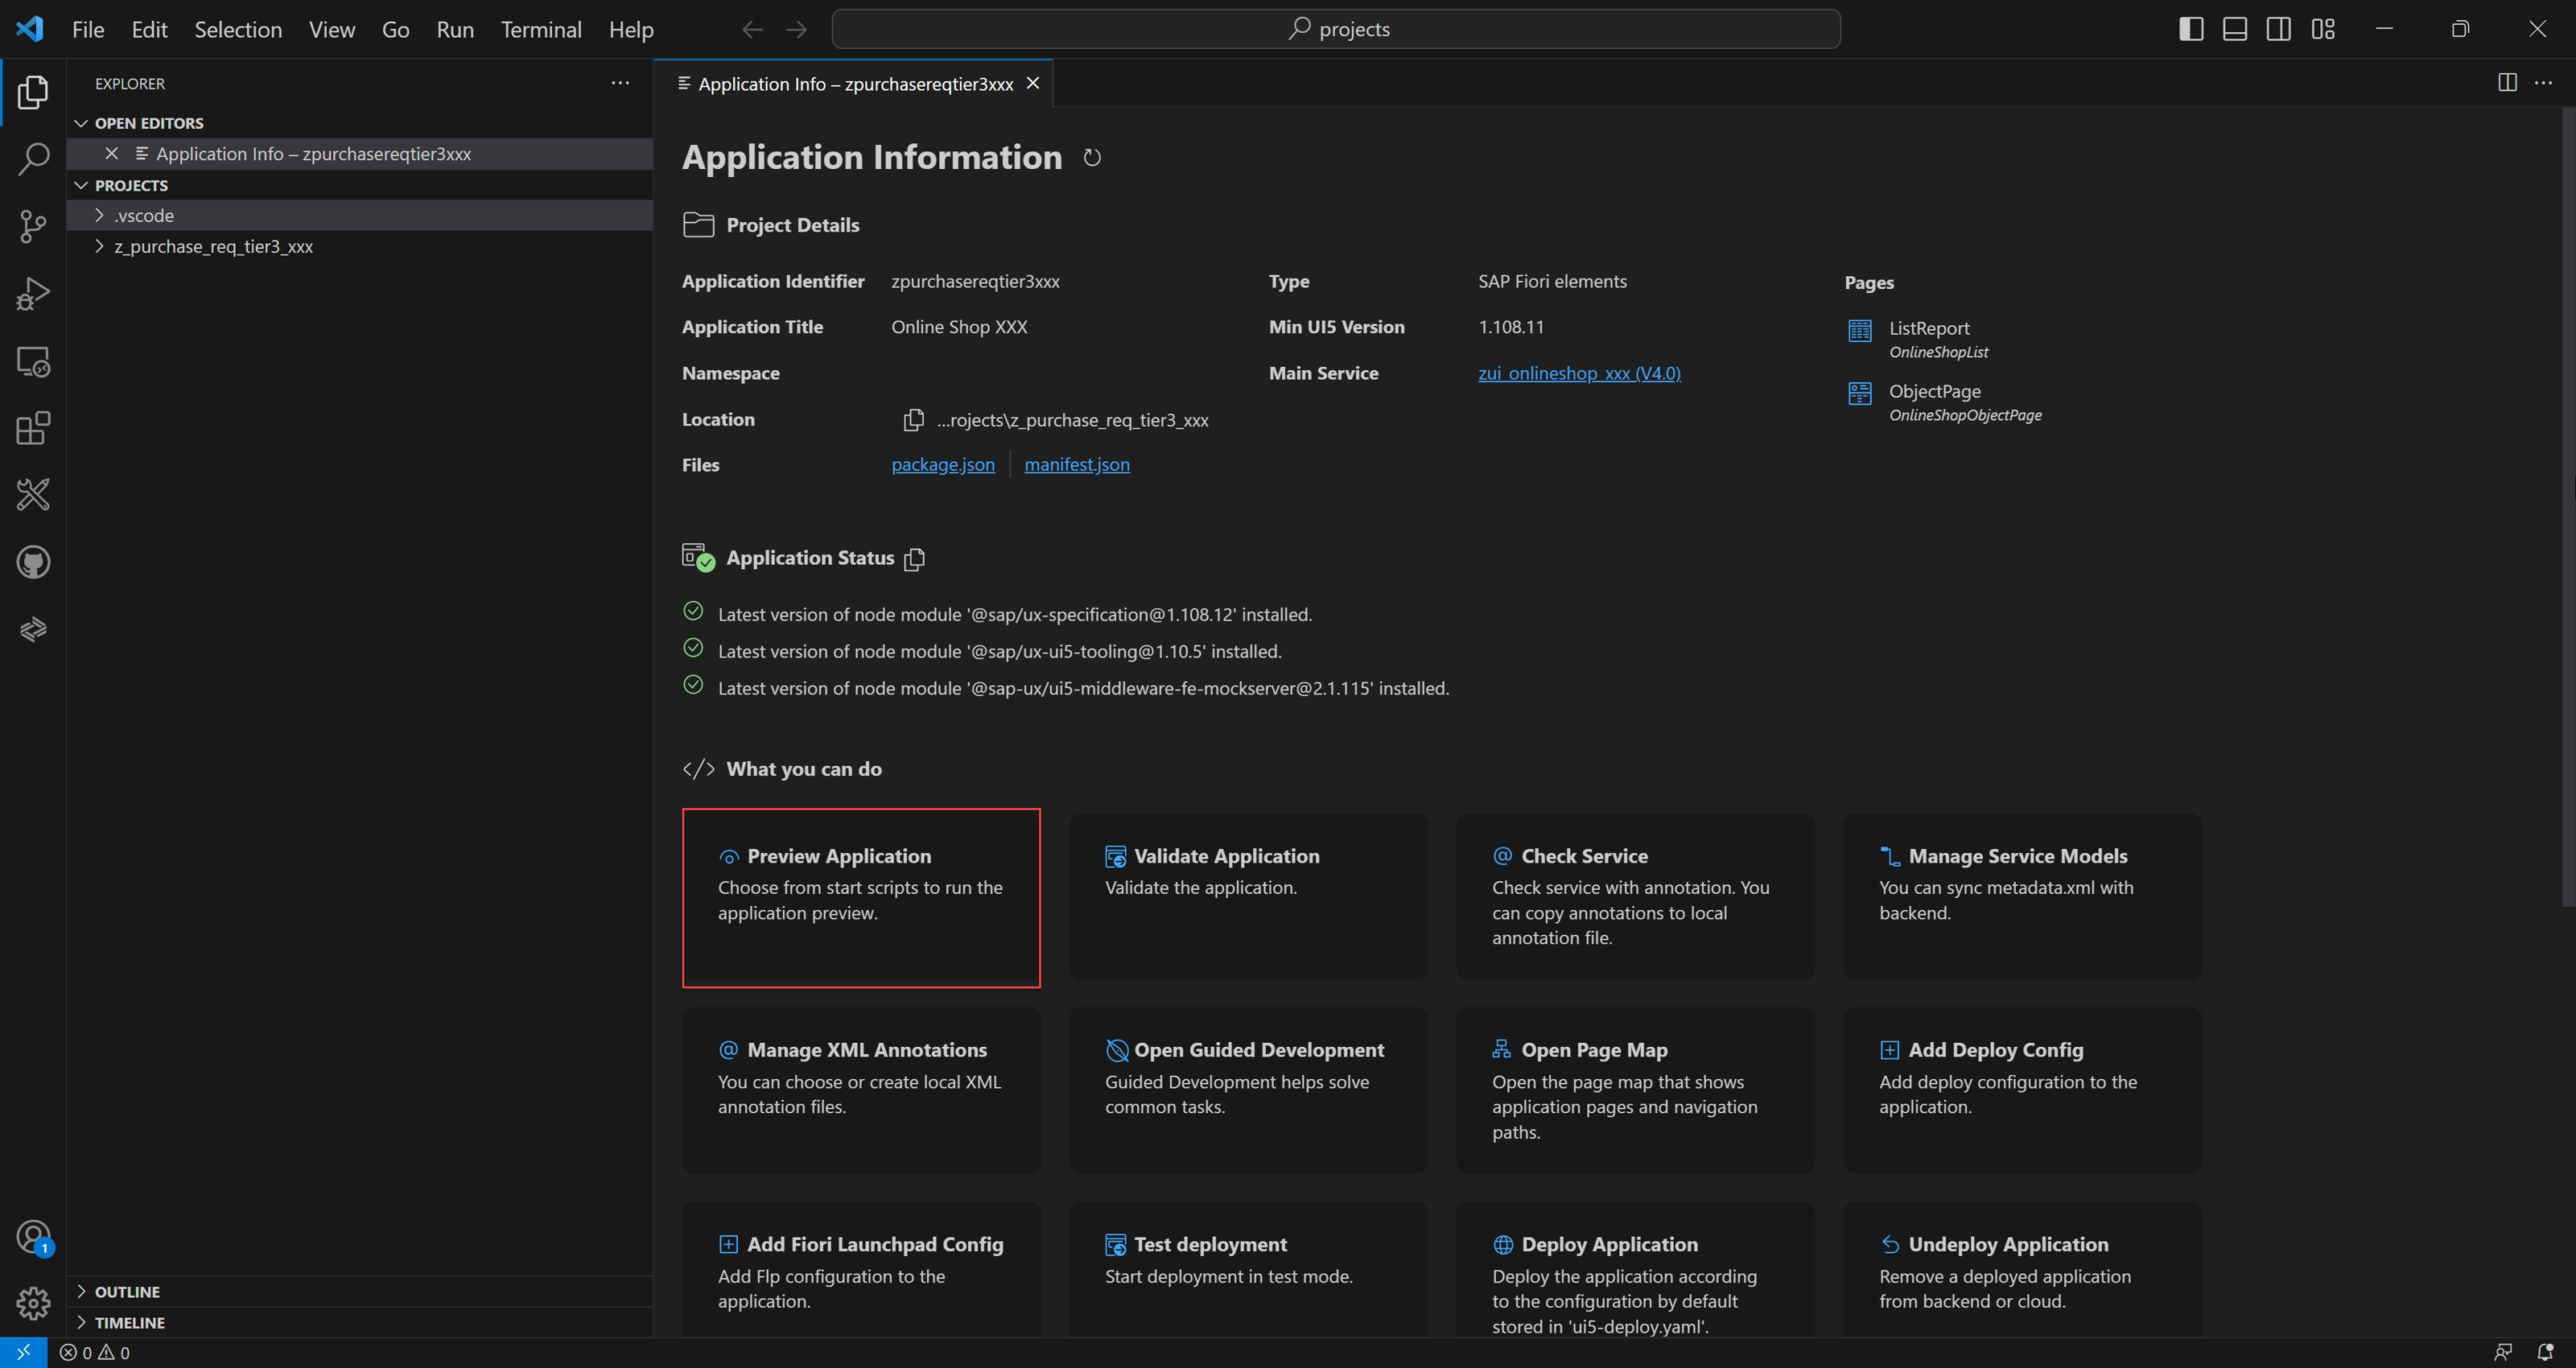 File Edit Selection View Go Run Terminal Help
projects
EXPLORER
OPEN EDITORS
Application Info – zpurchasereqtier3xxx
PROJECTS
.vscode
z_purchase_req_tier3_xxx
OUTLINE
TIMELINE
Application Info – zpurchasereqtier3xxx
Application Information
Project Details
Application Identifier zpurchasereqtier3xxx
Application Title Online Shop XXX
Namespace
Location ...rojects\z_purchase_req_tier3_xxx
Files package.json manifest.json
Type SAP Fiori elements
Min UI5 Version 1.108.11
Main Service zui_onlineshop_xxx (V4.0)
Pages
ListReport
OnlineShopList
ObjectPage
OnlineShopObjectPage
Application Status
Latest version of node module '@sap/ux-specification@1.108.12' installed.
Latest version of node module '@sap/ux-ui5-tooling@1.10.5' installed.
Latest version of node module '@sap-ux/ui5-middleware-fe-mockserver@2.1.115' installed.
What you can do
Preview Application
Choose from start scripts to run the
application preview.
Validate Application
Validate the application.
Check Service
Check service with annotation. You
can copy annotations to local
annotation file.
Manage Service Models
You can sync metadata.xml with
backend.
Manage XML Annotations
You can choose or create local XML
annotation files.
Open Guided Development
Guided Development helps solve
common tasks.
Open Page Map
Open the page map that shows
application pages and navigation
paths.
Add Deploy Config
Add deploy configuration to the
application.
Add Fiori Launchpad Config
Add Flp configuration to the
application.
Test deployment
Start deployment in test mode.
Deploy Application
Deploy the application according
to the configuration by default
stored in 'ui5-deploy.yaml'.
Undeploy Application
Remove a deployed application
from backend or cloud.
1
0 0